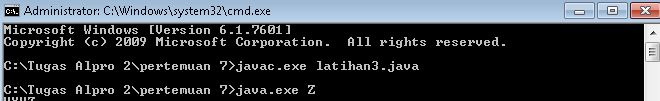 Administrator: C:\Windows\system32\cmd.exe
Microsoft Windows [Version 6.1.7601]
Copyright (c) 2009 Microsoft Corporation.  All rights reserved.
C:\Tugas Alpro 2\pertemuan 7>javac.exe latihan3.java
C:\Tugas Alpro 2\pertemuan 7>java.exe Z